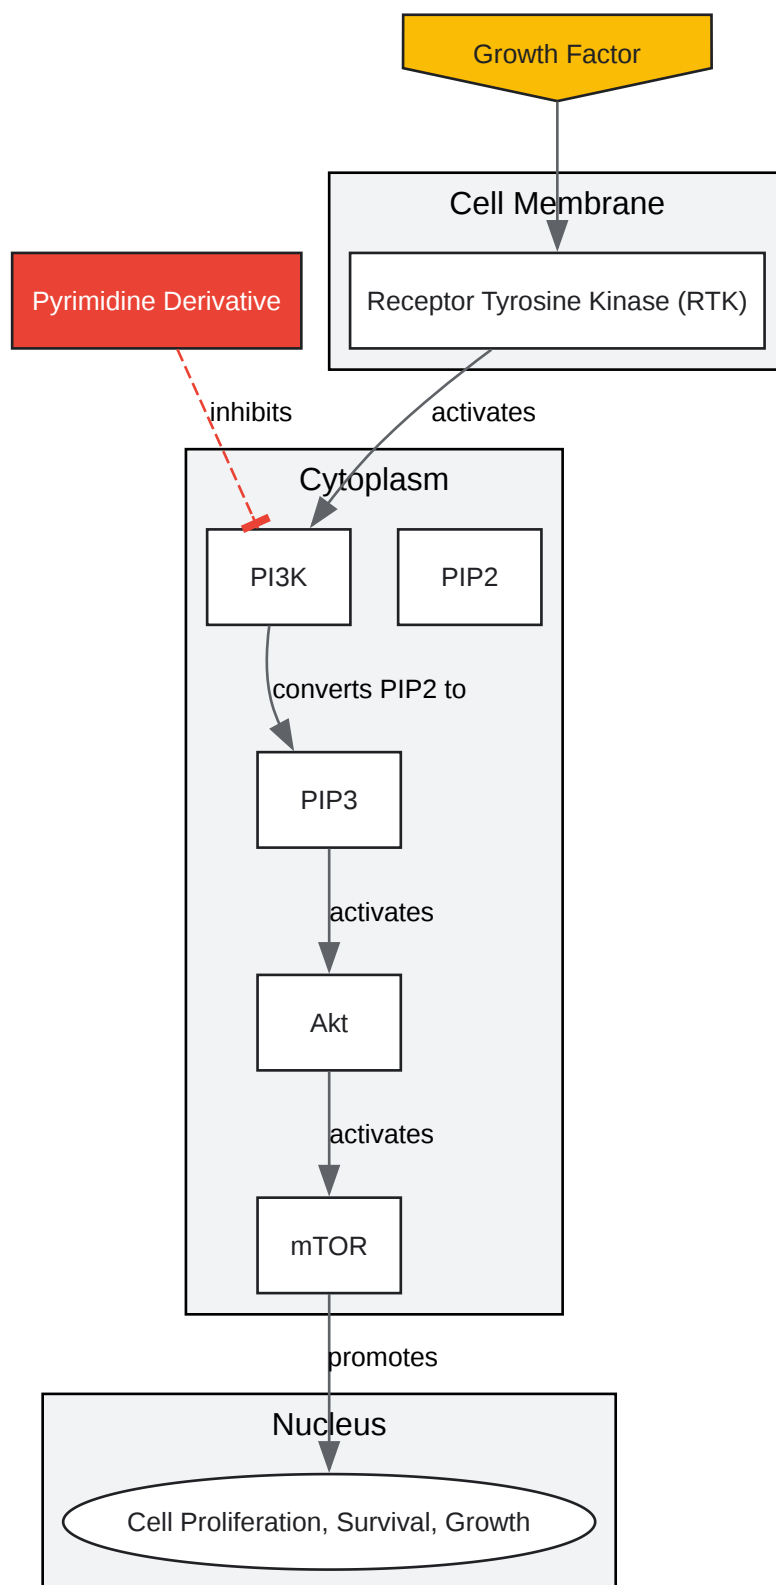 Growth Factor
Cell Membrane
Pyrimidine Derivative
Receptor Tyrosine Kinase (RTK)
inhibits
activates
Cytoplasm
PI3K
PIP2
converts PIP2 to
PIP3
activates
Akt
activates
mTOR
promotes
Nucleus
Cell Proliferation, Survival, Growth